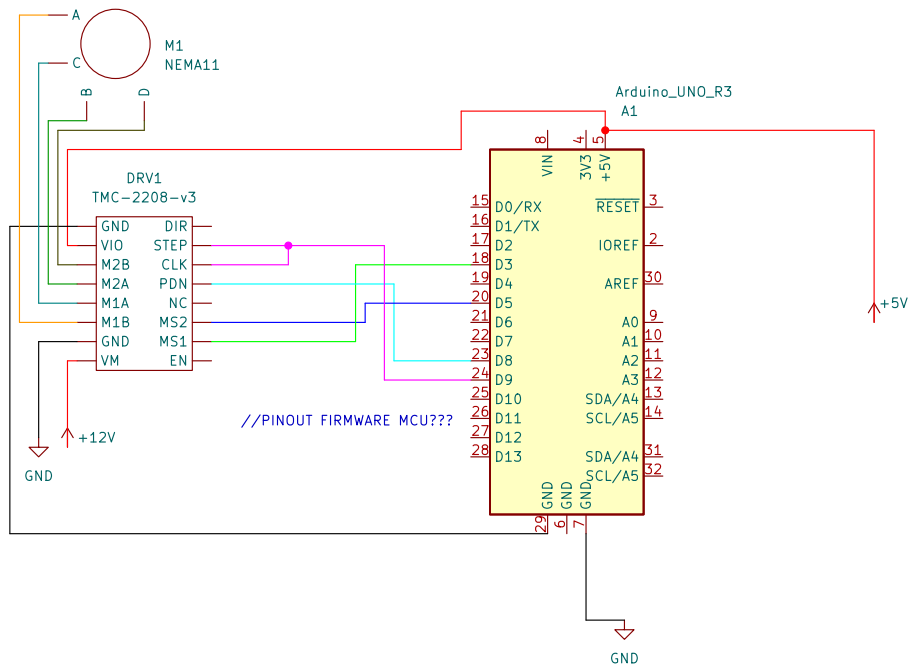 A
M1
NEMA11
C
B
D
Arduino_UNO_R3
A1
8
4
5
VIN
3V3
+5V
DRV1
TMC-2208-v3
GND
VIO
M2B
M2A
M1A
M1B
GND
VM
DIR
STEP
CLK
PDN
NC
MS2
MS1
EN
15 D0/RX
16 D1/TX
17 D2
18 D3
19 D4
20 D5
21 D6
22 D7
23 D8
24 D9
25 D10
26 D11
27 D12
28 D13
RESET 3
IOREF 2
AREF 30
A0 9
A1 10
A2 11
A3 12
SDA/A4 13
SCL/A5 14
SDA/A4 31
SCL/A5 32
+5V
//PINOUT FIRMWARE MCU???
+12V
GND
GND
GND
GND
29
6
7
GND